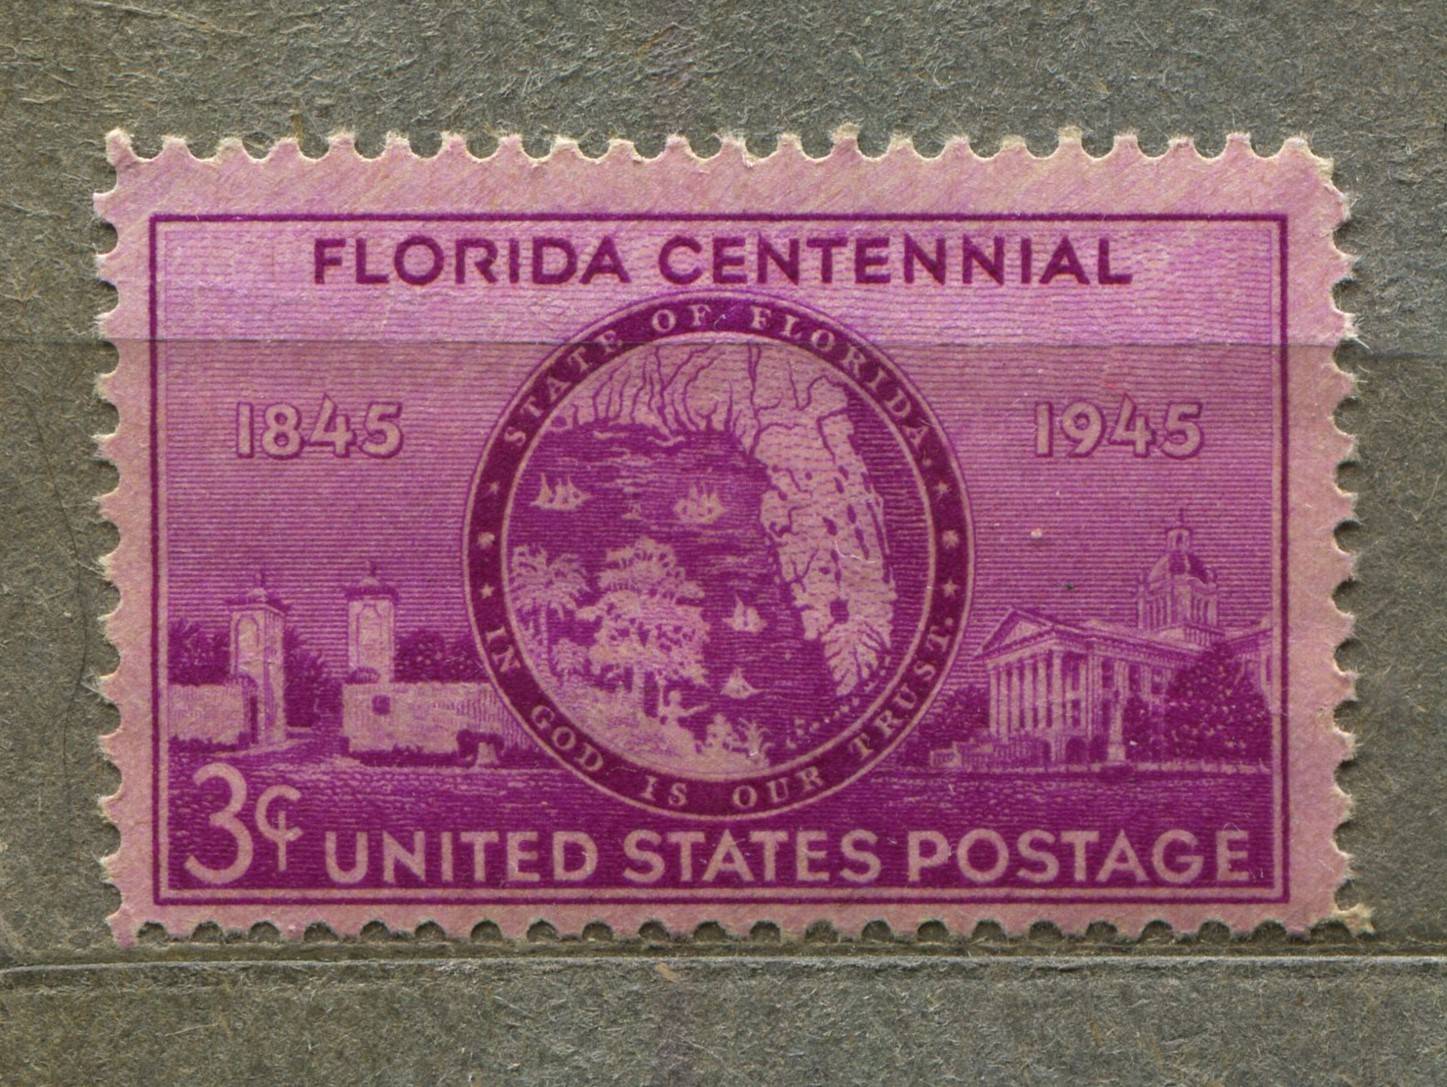 FLORIDA CENTENNIAL
STATE OF FLORIDA.
1845
1945
IN GOD IS OUR TRUST.
3¢ UNITED STATES POSTAGE